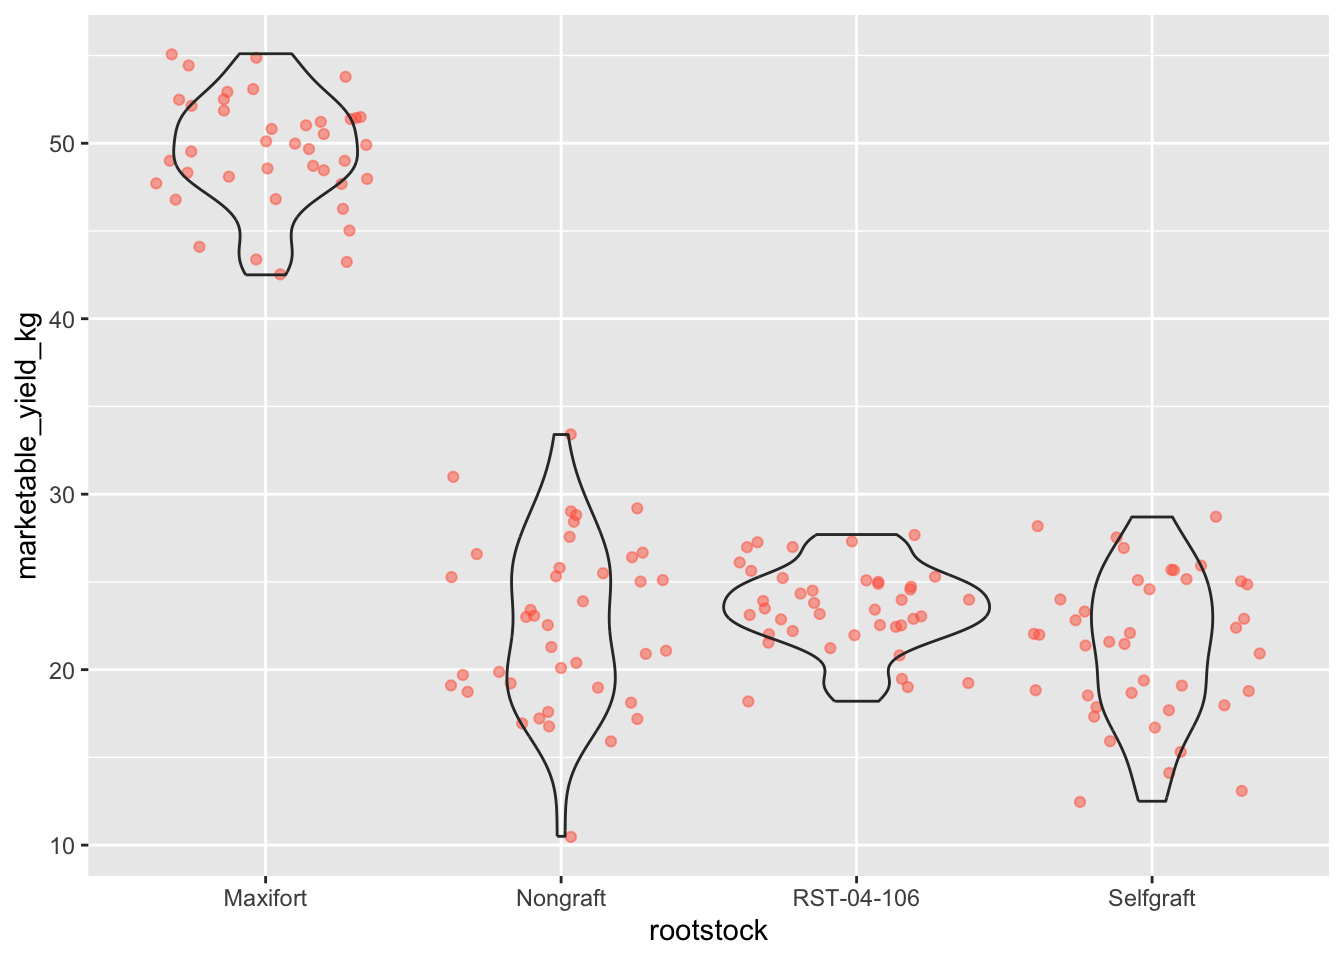 marketable_yield_kg
50
40
30
20
10
Maxifort
Nongraft
RST-04-106
Selfgraft
rootstock